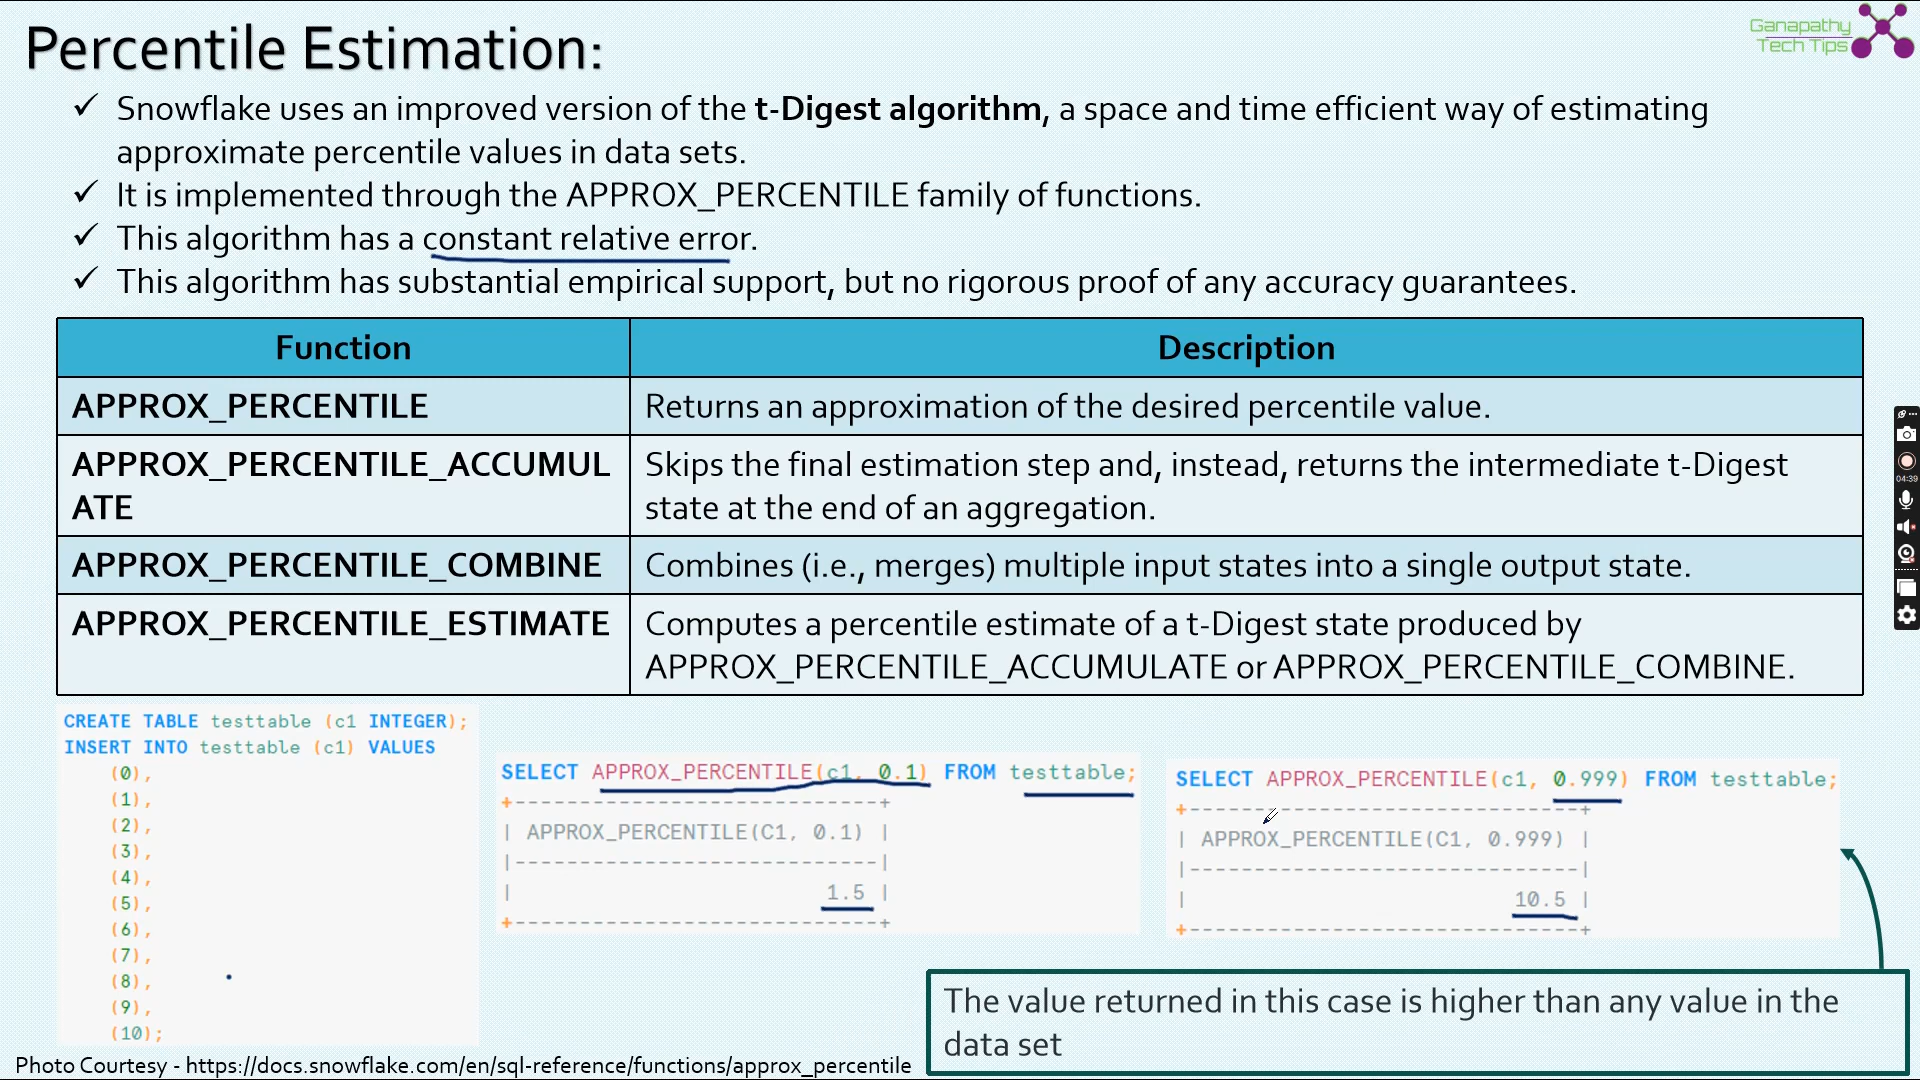 Percentile Estimation:
Ganapathy
Tech Tips
✓ Snowflake uses an improved version of the t-Digest algorithm, a space and time efficient way of estimating
approximate percentile values in data sets.
✓ It is implemented through the APPROX_PERCENTILE family of functions.
✓ This algorithm has a constant relative error.
✓ This algorithm has substantial empirical support, but no rigorous proof of any accuracy guarantees.
Function Description
APPROX_PERCENTILE Returns an approximation of the desired percentile value.
APPROX_PERCENTILE_ACCUMUL
ATE
Skips the final estimation step and, instead, returns the intermediate t-Digest
state at the end of an aggregation.
APPROX_PERCENTILE_COMBINE Combines (i.e., merges) multiple input states into a single output state.
APPROX_PERCENTILE_ESTIMATE
Computes a percentile estimate of a t-Digest state produced by
APPROX_PERCENTILE_ACCUMULATE or APPROX_PERCENTILE_COMBINE.
04:39
CREATE TABLE testtable (c1 INTEGER);
INSERT INTO testtable (c1) VALUES
(0),
(1),
(2),
(3),
(4),
(5),
(6),
(7),
(8),
(9),
(10);
SELECT APPROX_PERCENTILE(c1, 0.1) FROM testtable;
+------------------------------+
| APPROX_PERCENTILE(C1, 0.1) |
|------------------------------|
| 1.5 |
+------------------------------+
SELECT APPROX_PERCENTILE(c1, 0.999) FROM testtable;
+--------------------------------+
| APPROX_PERCENTILE(C1, 0.999) |
|--------------------------------|
| 10.5 |
+--------------------------------+
The value returned in this case is higher than any value in the
data set
Photo Courtesy - https://docs.snowflake.com/en/sql-reference/functions/approx_percentile